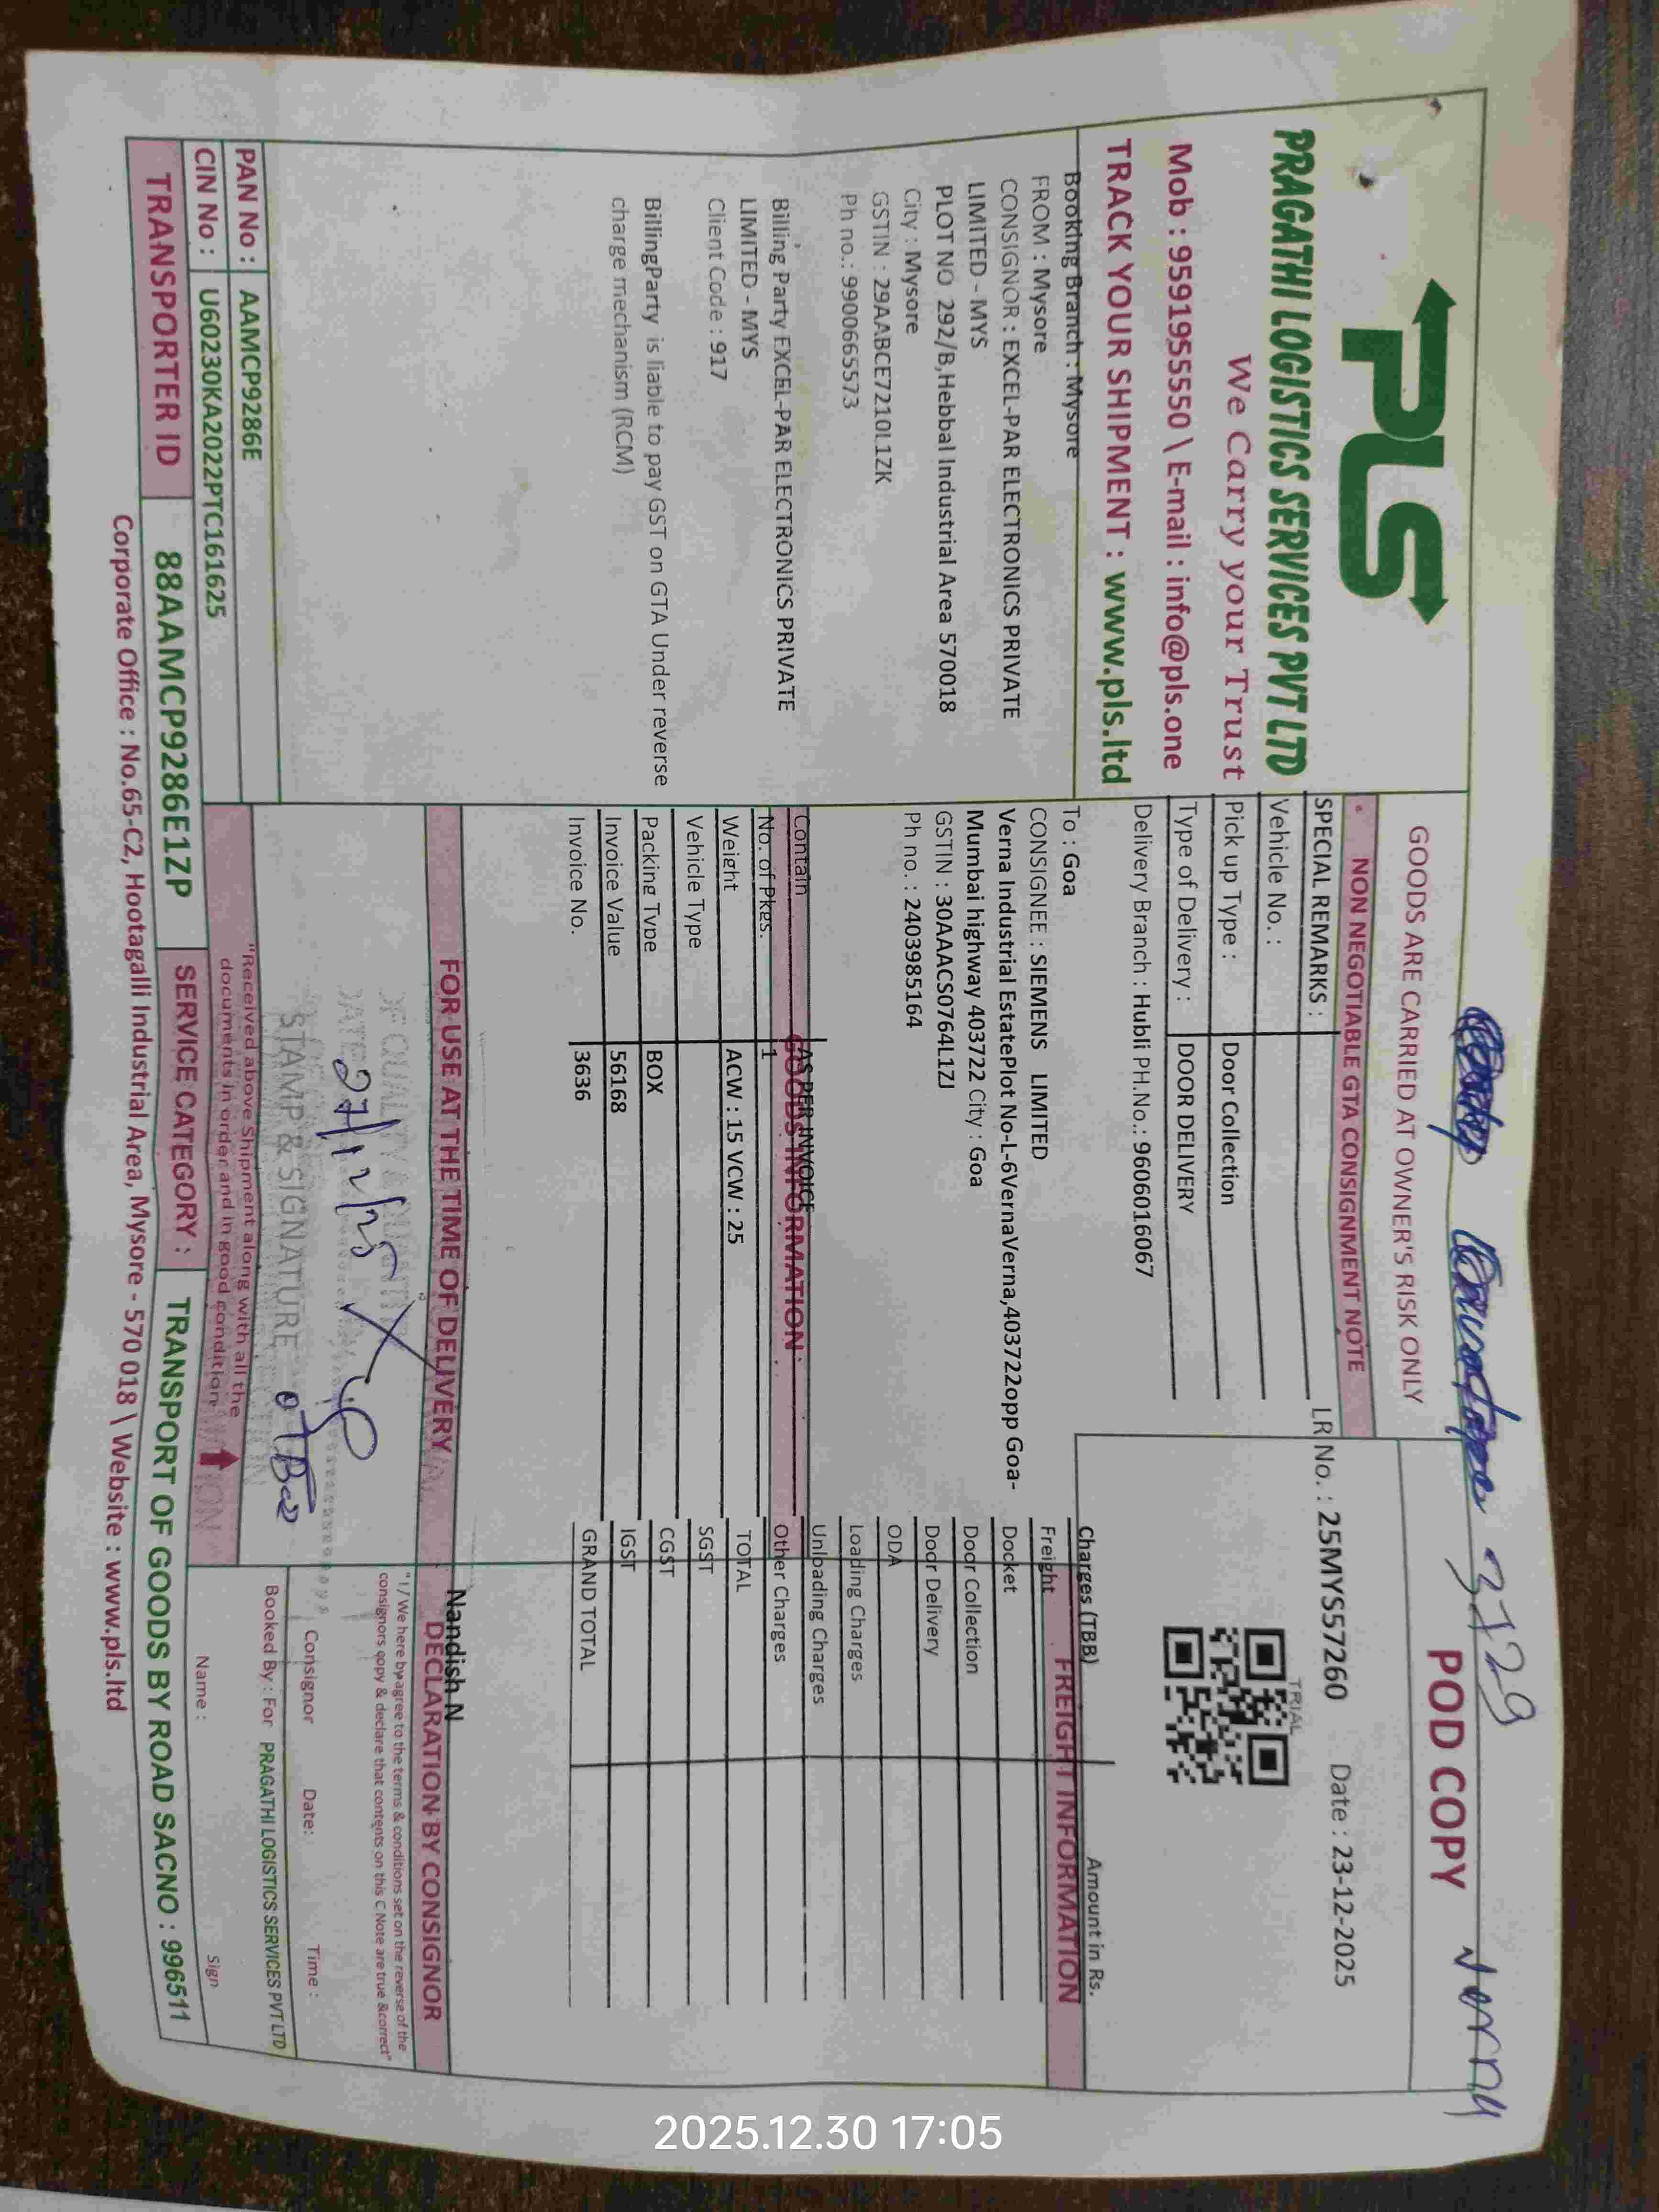 PLS
PRAGATHI LOGISTICS SERVICES PVT LTD
We Carry your Trust
Mob : 9591955550 \ E-mail : info@pls.one
TRACK YOUR SHIPMENT : www.pls.ltd
GOODS ARE CARRIED AT OWNER'S RISK ONLY
NON NEGOTIABLE GTA CONSIGNMENT NOTE
SPECIAL REMARKS :
Vehicle No. :
Pick up Type : Door Collection
Type of Delivery : DOOR DELIVERY
Delivery Branch : Hubli PH.No.: 9606016067
3729
Verna
POD COPY
LR No. : 25MYS57260 Date : 23-12-2025
TRIAL
Booking Branch : Mysore
FROM : Mysore
CONSIGNOR : EXCEL-PAR ELECTRONICS PRIVATE
LIMITED - MYS
PLOT NO 292/B,Hebbal Industrial Area 570018
City : Mysore
GSTIN : 29AABCE7210L1ZK
Ph no.: 9900665573
Billing Party EXCEL-PAR ELECTRONICS PRIVATE
LIMITED - MYS
Client Code : 917
BillingParty is liable to pay GST on GTA Under reverse
charge mechanism (RCM)
To : Goa
CONSIGNEE : SIEMENS LIMITED
Verna Industrial EstatePlot No-L-6VernaVerna,403722opp Goa-
Mumbai highway 403722 City : Goa
GSTIN : 30AAACS0764L1ZJ
Ph no. : 2403985164
GOODS INFORMATION
Contain AS PER INVOICE
No. of Pkgs. 1
Weight ACW : 15 VCW : 25
Vehicle Type
Packing Type BOX
Invoice Value 56168
Invoice No. 3636
FREIGHT INFORMATION
Charges (TBB) Amount in Rs.
Freight
Docket
Door Collection
Door Delivery
ODA
Loading Charges
Unloading Charges
Other Charges
TOTAL
SGST
CGST
IGST
GRAND TOTAL
FOR USE AT THE TIME OF DELIVERY
27/12/25
STAMP & SIGNATURE
"Received above Shipment along with all the
documents in order and in good condition
Nandish N
DECLARATION BY CONSIGNOR
"I/We here by agree to the terms & conditions set on the reverse of the
consignors copy & declare that contents on this C Note are true &correct"
Consignor Date: Time :
Booked By : For PRAGATHI LOGISTICS SERVICES PVT LTD
Name : Sign
PAN No : AAMCP9286E
CIN No : U60230KA2022PTC161625
TRANSPORTER ID 88AAMCP9286E1ZP SERVICE CATEGORY : TRANSPORT OF GOODS BY ROAD SACNO : 996511
Corporate Office : No.65-C2, Hootagalli Industrial Area, Mysore - 570 018 \ Website : www.pls.ltd
2025.12.30 17:05